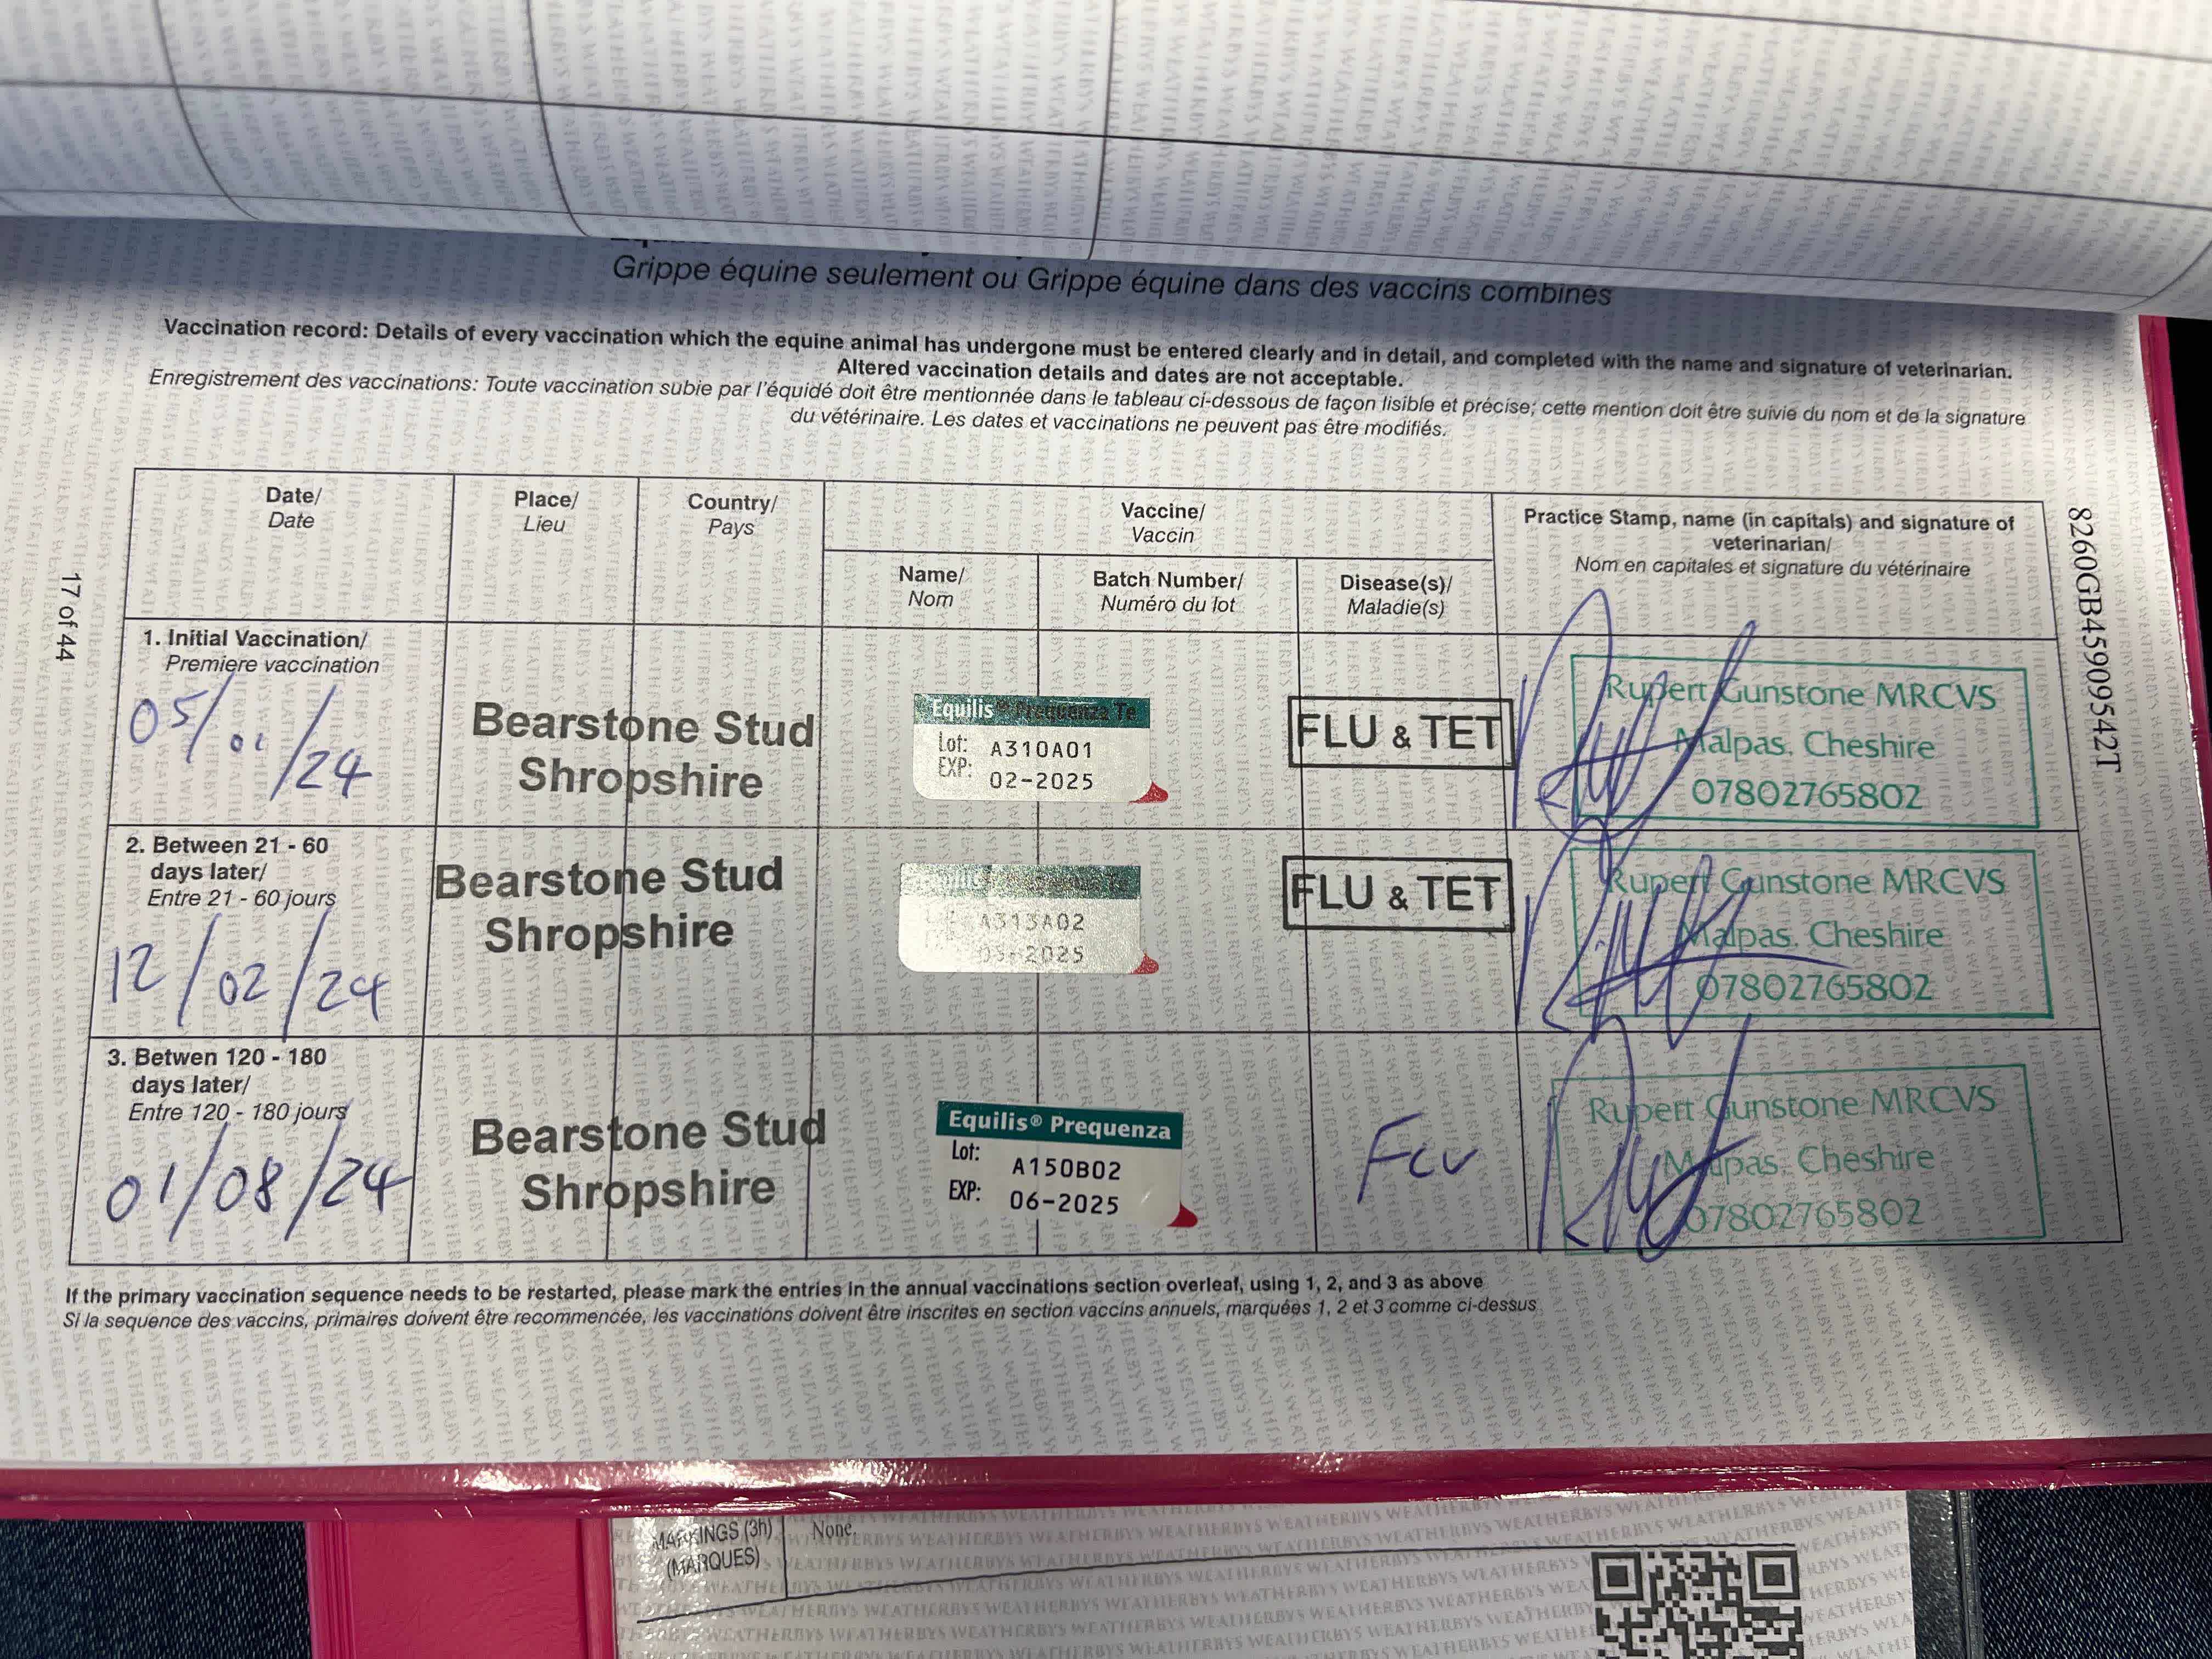 Grippe équine seulement ou Grippe équine dans des vaccins combinés
Vaccination record: Details of every vaccination which the equine animal has undergone must be entered clearly and in detail, and completed with the name and signature of veterinarian.
Altered vaccination details and dates are not acceptable.
Enregistrement des vaccinations: Toute vaccination subie par l'équidé doit être mentionnée dans le tableau ci-dessous de façon lisible et précise; cette mention doit être suivie du nom et de la signature
du vétérinaire. Les dates et vaccinations ne peuvent pas être modifiés.
Date/
Date
Place/
Lieu
Country/
Pays
Vaccine/
Vaccin
Name/
Nom
Batch Number/
Numéro du lot
Disease(s)/
Maladie(s)
Practice Stamp, name (in capitals) and signature of
veterinarian/
Nom en capitales et signature du vétérinaire
1. Initial Vaccination/
Premiere vaccination
05/01/24
Bearstone Stud
Shropshire
Equilis® Prequenza Te
Lot: A310A01
EXP: 02-2025
FLU & TET
Rupert Gunstone MRCVS
Malpas, Cheshire
07802765802
2. Between 21 - 60
days later/
Entre 21 - 60 jours
12/02/24
Bearstone Stud
Shropshire
A313A02
03-2025
FLU & TET
Rupert Gunstone MRCVS
Malpas, Cheshire
07802765802
3. Betwen 120 - 180
days later/
Entre 120 - 180 jours
01/08/24
Bearstone Stud
Shropshire
Equilis® Prequenza
Lot: A150B02
EXP: 06-2025
Rupert Gunstone MRCVS
Malpas, Cheshire
07802765802
If the primary vaccination sequence needs to be restarted, please mark the entries in the annual vaccinations section overleaf, using 1, 2, and 3 as above
Si la sequence des vaccins, primaires doivent être recommencée, les vaccinations doivent être inscrites en section vaccins annuels, marquées 1, 2 et 3 comme ci-dessus
17 of 44
8260GB45909542T
MARKINGS (3h)
(MARQUES)
None.
WEATHERBYS